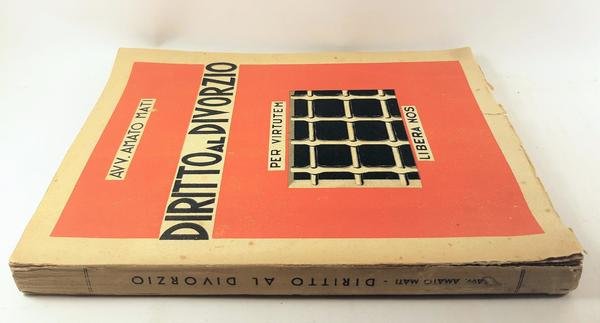 AVV. AMATO MATI
DIRITTO AL DIVORZIO
PER VIRTUTEM
LIBERA NOS
AVV. AMATO MATI - DIRITTO AL DIVORZIO